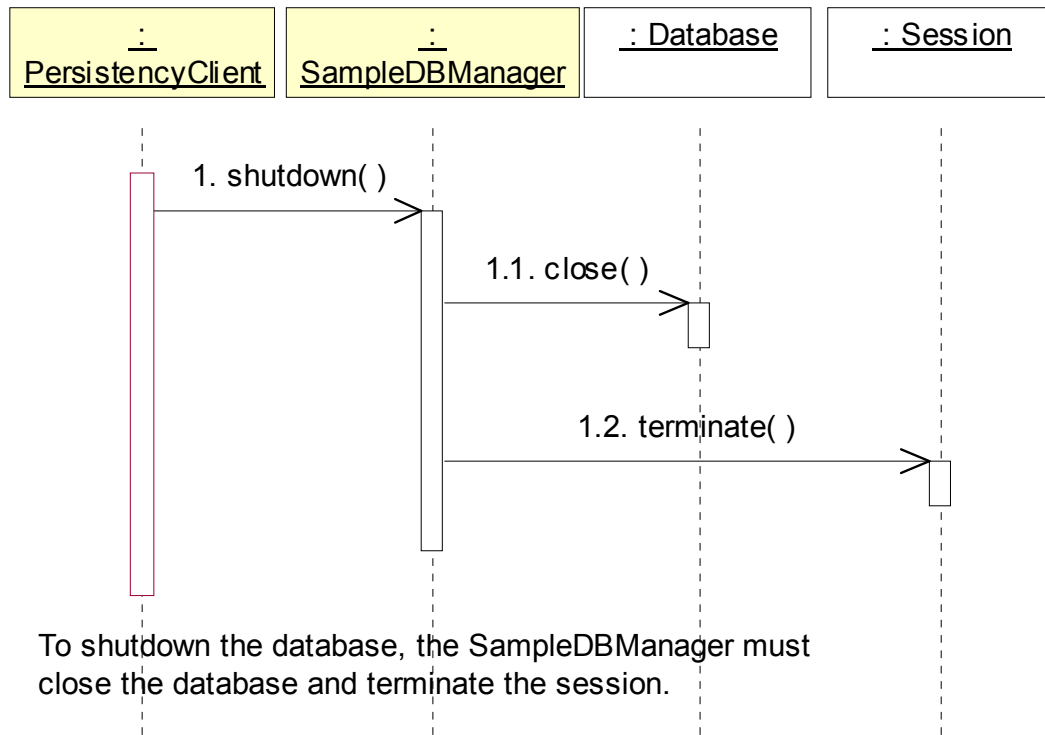 :
PersistencyClient
:
SampleDBManager
: Database
: Session
1. shutdown( )
1.1. close( )
1.2. terminate( )
To shutdown the database, the SampleDBManager must
close the database and terminate the session.